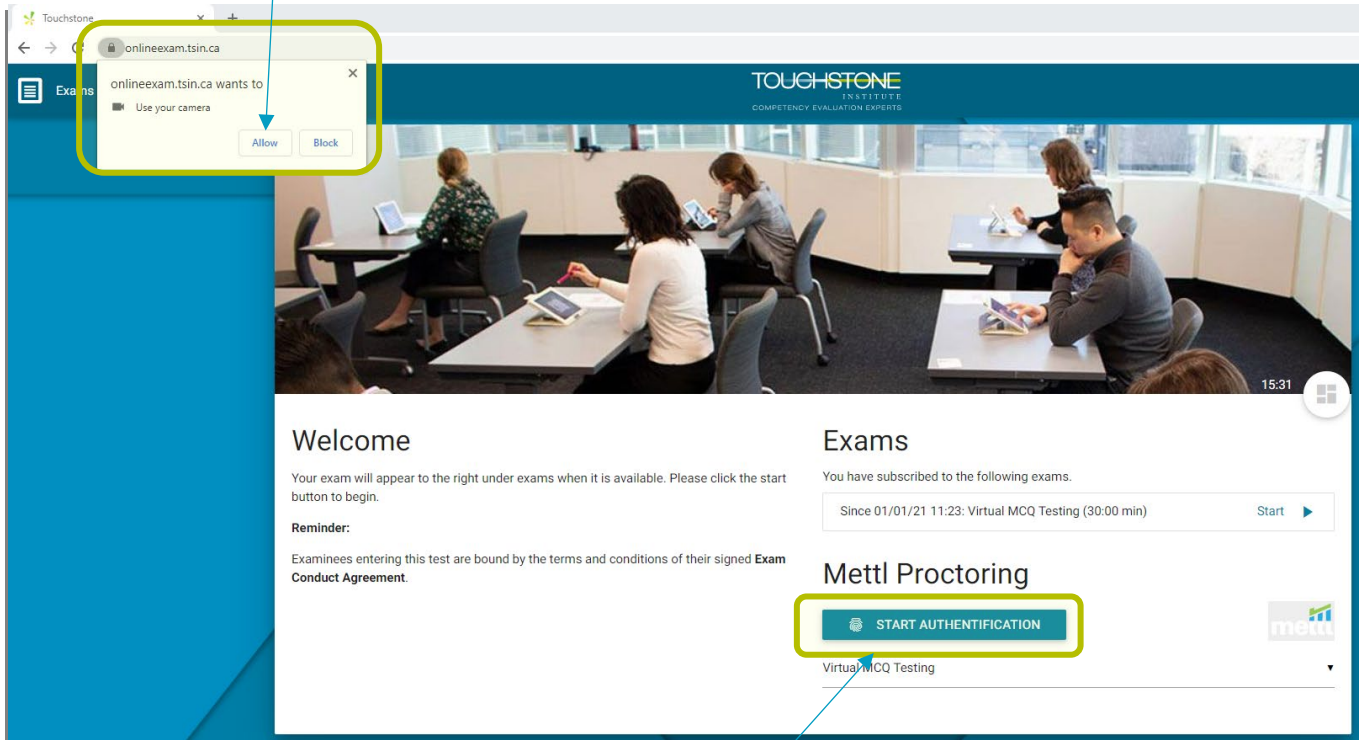 Touchstone
onlineexam.tsin.ca
Exams
onlineexam.tsin.ca wants to
Use your camera
Allow Block
TOUCHSTONE
INSTITUTE
COMPETENCY EVALUATION EXPERTS
15:31
Welcome
Your exam will appear to the right under exams when it is available. Please click the start
button to begin.
Reminder:
Examinees entering this test are bound by the terms and conditions of their signed Exam
Conduct Agreement.
Exams
You have subscribed to the following exams.
Since 01/01/21 11:23: Virtual MCQ Testing (30:00 min) Start
Mettl Proctoring
START AUTHENTIFICATION
mettl
Virtual MCQ Testing